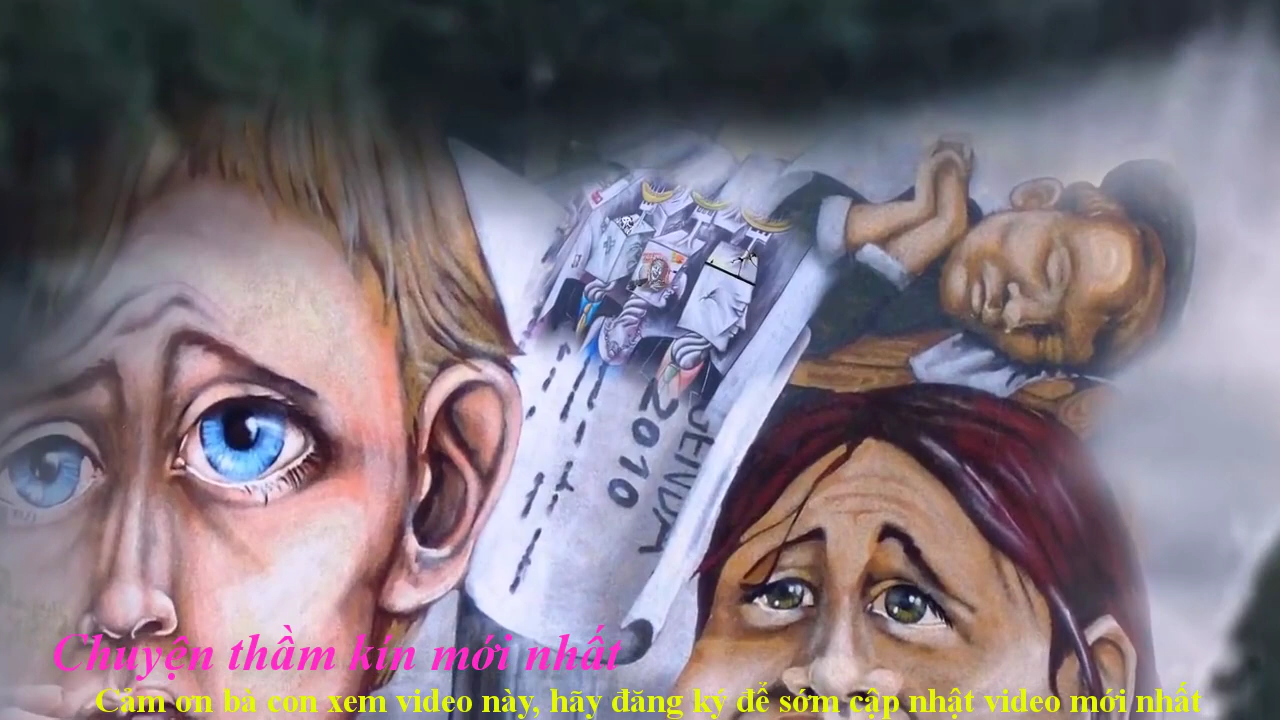 JENDA
2010
Chuyện thầm kín mới nhất
Cảm ơn bà con xem video này, hãy đăng ký để sớm cập nhật video mới nhất